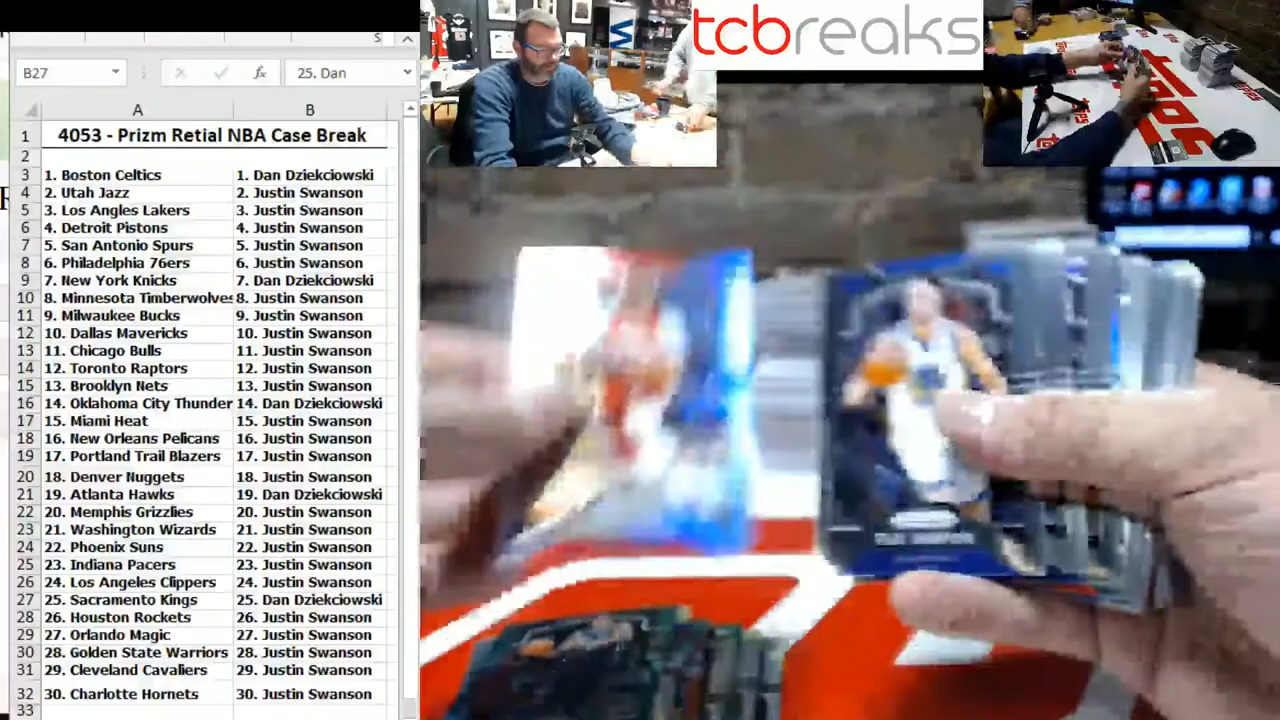 tcbreaks
B27
fx
25. Dan
A
B
1 4053 - Prizm Retial NBA Case Break
2
3 1. Boston Celtics 1. Dan Dziekciowski
4 2. Utah Jazz 2. Justin Swanson
5 3. Los Angles Lakers 3. Justin Swanson
6 4. Detroit Pistons 4. Justin Swanson
7 5. San Antonio Spurs 5. Justin Swanson
8 6. Philadelphia 76ers 6. Justin Swanson
9 7. New York Knicks 7. Dan Dziekciowski
10 8. Minnesota Timberwolves 8. Justin Swanson
11 9. Milwaukee Bucks 9. Justin Swanson
12 10. Dallas Mavericks 10. Justin Swanson
13 11. Chicago Bulls 11. Justin Swanson
14 12. Toronto Raptors 12. Justin Swanson
15 13. Brooklyn Nets 13. Justin Swanson
16 14. Oklahoma City Thunder 14. Dan Dziekciowski
17 15. Miami Heat 15. Justin Swanson
18 16. New Orleans Pelicans 16. Justin Swanson
19 17. Portland Trail Blazers 17. Justin Swanson
20 18. Denver Nuggets 18. Justin Swanson
21 19. Atlanta Hawks 19. Dan Dziekciowski
22 20. Memphis Grizzlies 20. Justin Swanson
23 21. Washington Wizards 21. Justin Swanson
24 22. Phoenix Suns 22. Justin Swanson
25 23. Indiana Pacers 23. Justin Swanson
26 24. Los Angeles Clippers 24. Justin Swanson
27 25. Sacramento Kings 25. Dan Dziekciowski
28 26. Houston Rockets 26. Justin Swanson
29 27. Orlando Magic 27. Justin Swanson
30 28. Golden State Warriors 28. Justin Swanson
31 29. Cleveland Cavaliers 29. Justin Swanson
32 30. Charlotte Hornets 30. Justin Swanson
33